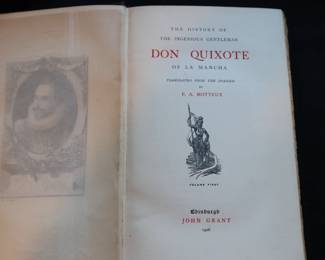 THE HISTORY OF
THE INGENIOUS GENTLEMAN
DON QUIXOTE
OF LA MANCHA
TRANSLATED FROM THE SPANISH
BY
P. A. MOTTEUX
VOLUME FIRST
Edinburgh
JOHN GRANT